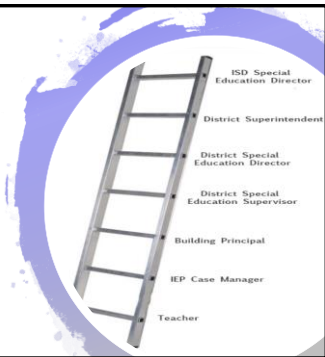 ISD Special
Education Director
District Superintendent
District Special
Education Director
District Special
Education Supervisor
Building Principal
IEP Case Manager
Teacher